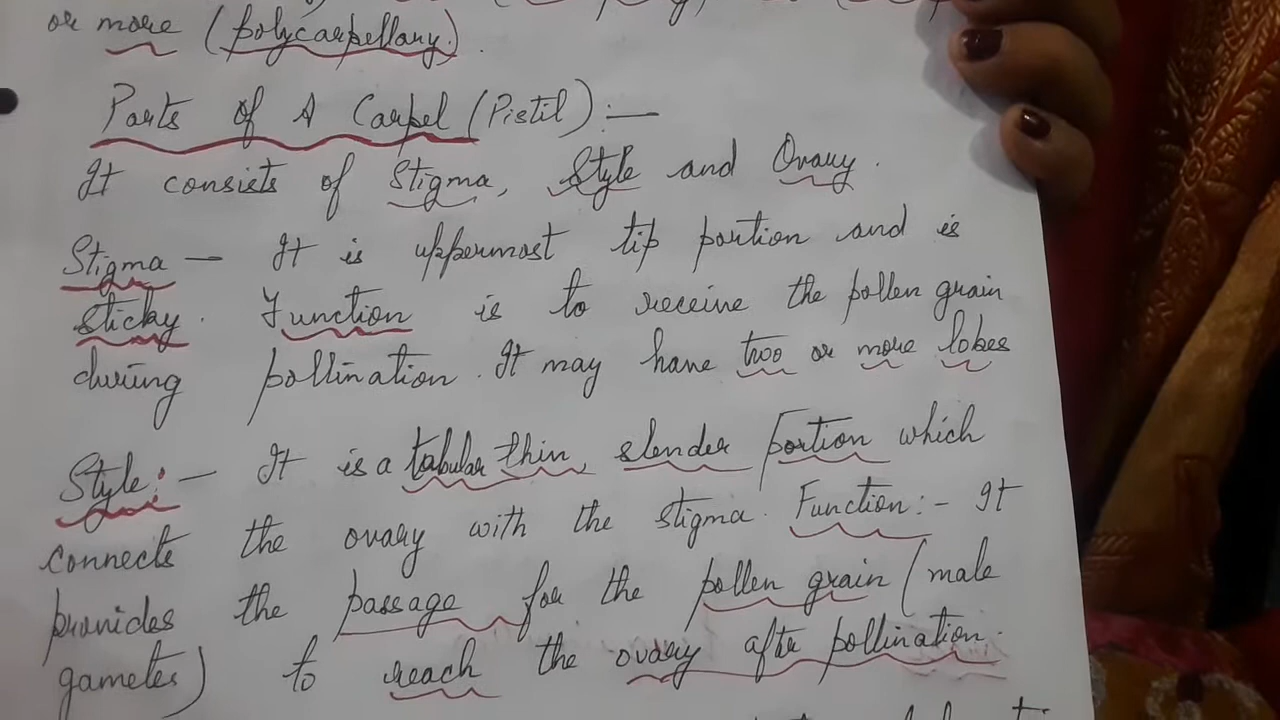 or more (polycarpellary).
Parts of A Carpel (Pistil) :—
It consists of Stigma, Style and Ovary.
Stigma — It is uppermost tip portion and is
sticky. Function is to receive the pollen grain
during pollination. It may have two or more lobes
Style:- It is a tabular thin, slender portion which
connects the ovary with the stigma. Function:- It
provides the passage for the pollen grain (male
gametes) to reach the ovary after pollination.